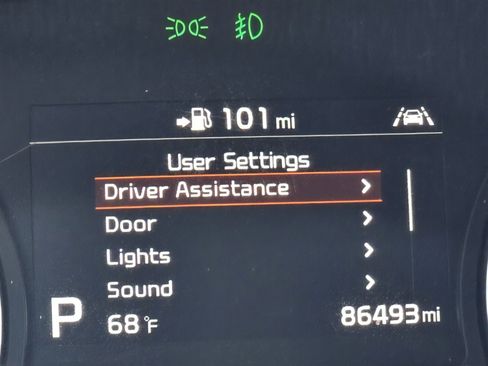 101 mi
User Settings
Driver Assistance
Door
Lights
Sound
P 68°F 86493 mi